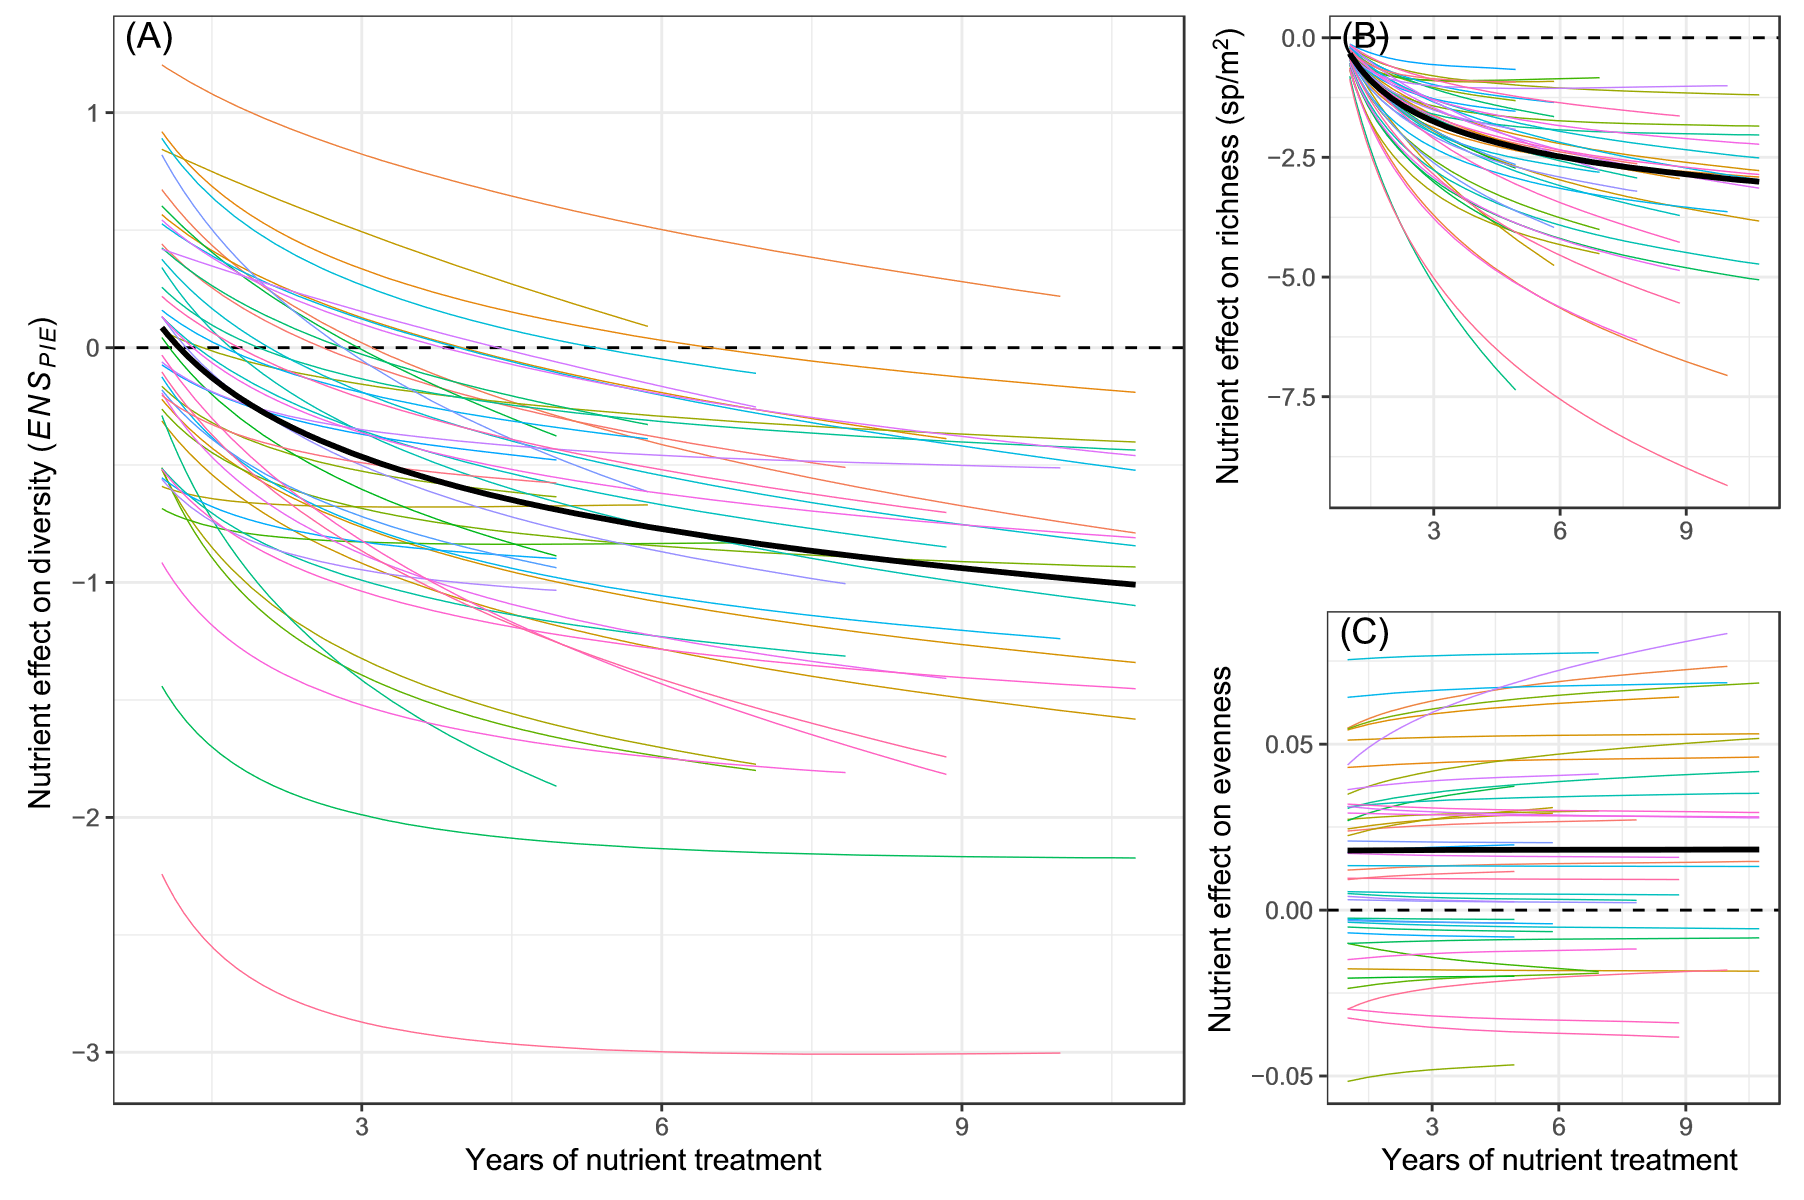 (A)
Nutrient effect on diversity (ENS_PIE)
1
0
−1
−2
−3
3 6 9
Years of nutrient treatment
(B)
Nutrient effect on richness (sp/m²)
0.0
−2.5
−5.0
−7.5
3 6 9
(C)
Nutrient effect on evenness
0.05
0.00
−0.05
3 6 9
Years of nutrient treatment